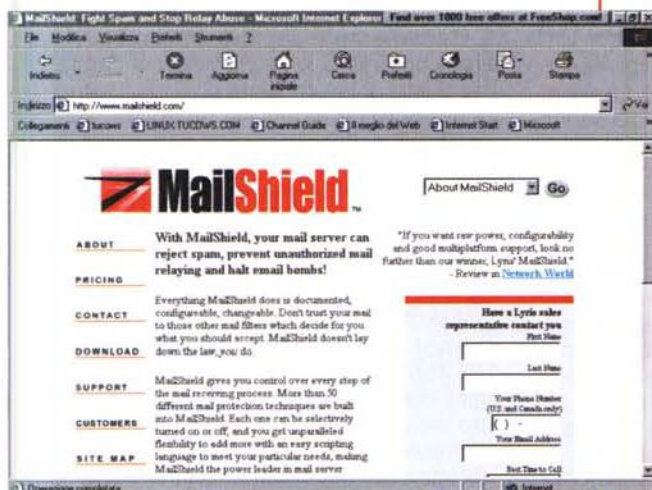 MailShield: Fight Spam and Stop Relay Abuse - Microsoft Internet Explorer
Find over 1000 free offers at FreeShop.com!
File Modifica Visualizza Preferiti Strumenti ?
Indietro Termina Aggiorna Pagina iniziale Cerca Preferiti Cronologia Posta Stampa
Indirizzo http://www.mailshield.com/ Vai
Collegamenti tucows LINUX.TUCOWS.COM Channel Guide Il meglio del Web Internet Start Microsoft
MailShield™
About MailShield Go
ABOUT
PRICING
CONTACT
DOWNLOAD
SUPPORT
CUSTOMERS
SITE MAP
With MailShield, your mail server can
reject spam, prevent unauthorized mail
relaying and halt email bombs!
Everything MailShield does is documented,
configureable, changeable. Don't trust your mail
to those other mail filters which decide for you
what you should accept. MailShield doesn't lay
down the law, you do.
MailShield gives you control over every step of
the mail receiving process. More than 50
different mail protection techniques are built
into MailShield. Each one can be selectively
turned on or off, and you get unparalleled
flexibility to add more with an easy scripting
language to meet your particular needs, making
MailShield the power leader in mail server
"If you want raw power, configurability
and good multiplatform support, look no
further than our winner, Lyris' MailShield."
- Review in Network World
Have a Lyris sales
representative contact you
First Name
Last Name
Your Phone Number
(U.S. and Canada only)
( ) -
Your Email Address
Best Time to Call
Operazione completata
Internet